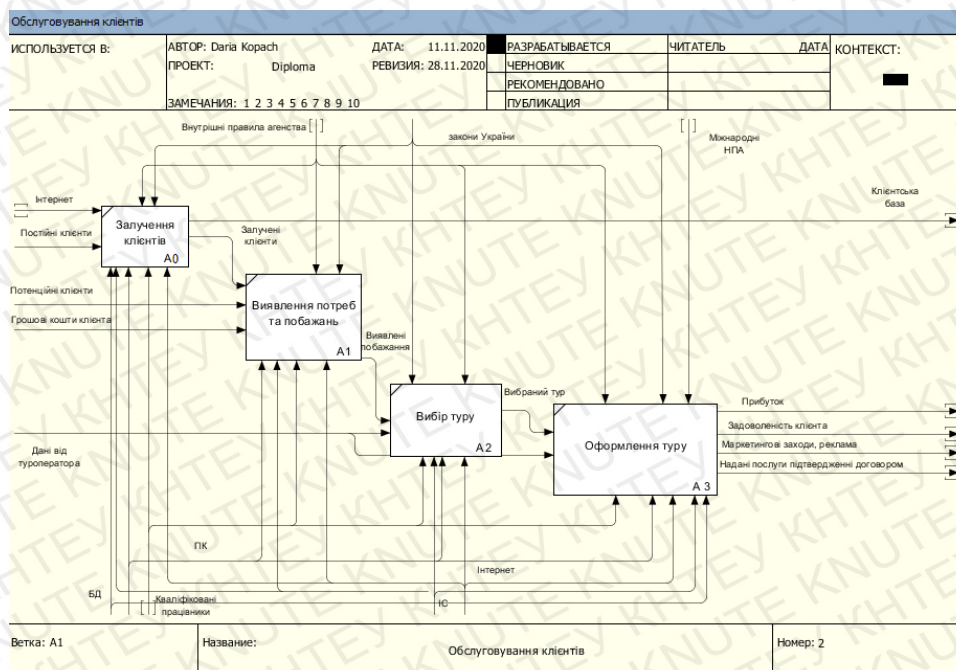 Обслуговування клієнтів
ИСПОЛЬЗУЕТСЯ В:
АВТОР: Daria Kopach
ДАТА: 11.11.2020
РАЗРАБАТЫВАЕТСЯ
ЧИТАТЕЛЬ
ДАТА
КОНТЕКСТ:
ПРОЕКТ: Diploma
РЕВИЗИЯ: 28.11.2020
ЧЕРНОВИК
РЕКОМЕНДОВАНО
ЗАМЕЧАНИЯ: 1 2 3 4 5 6 7 8 9 10
ПУБЛИКАЦИЯ
Внутрішні правила агенства
закони України
Міжнародні
НПА
Інтернет
Клієнтська
база
Залучення
клієнтів
A0
Постійні клієнти
Залучені
клієнти
Потенційні клієнти
Виявлення потреб
та побажань
A1
Грошові кошти клієнта
Виявлені
побажання
Вибір туру
A2
Вибраний тур
Прибуток
Задоволеність клієнта
Оформлення туру
A 3
Маркетингові заходи, реклама
Надані послуги підтвердженні договором
Дані від
туроператора
ПК
Інтернет
БД
Кваліфіковані
працівники
ІС
Ветка: A1
Название:
Обслуговування клієнтів
Номер: 2
КНТЕУ KNUTE